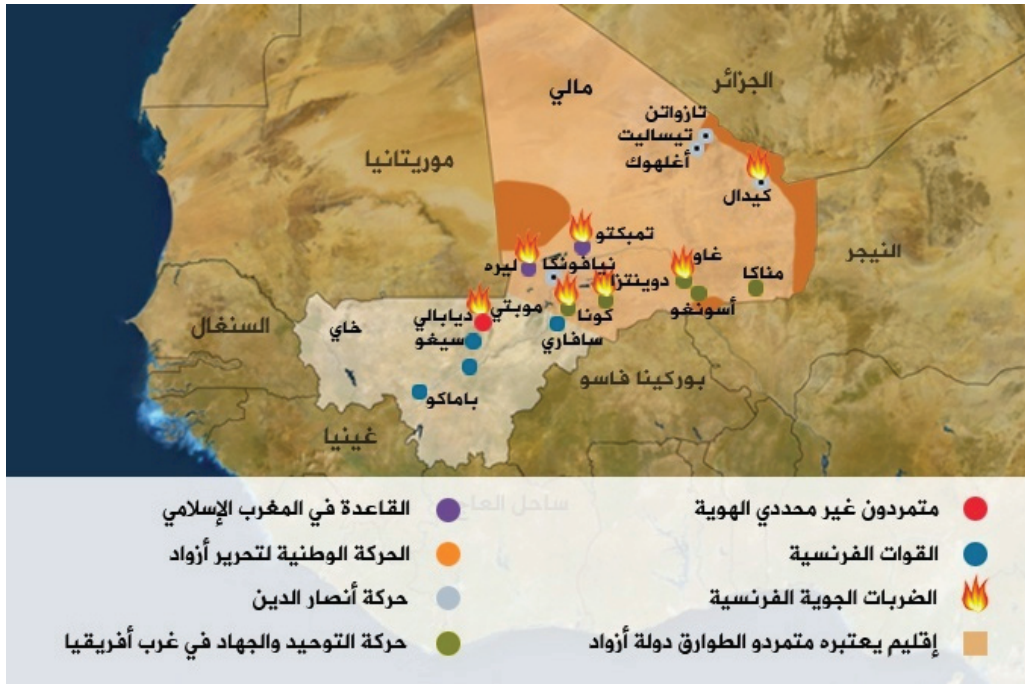 الجزائر
مالي
تازواتن
تيساليت
أغلهوك
موريتانيا
كيدال
تمبكتو
النيجر
غاو
نيافونكا
ليره
مناكا
دوينتزا
أسونغو
موبتي
كونا
ديابالي
السنغال
خاي
سيغو
سافاري
بوركينا فاسو
باماكو
غينيا
ساحل العاج
متمردون غير محددي الهوية
القاعدة في المغرب الإسلامي
القوات الفرنسية
الحركة الوطنية لتحرير أزواد
الضربات الجوية الفرنسية
حركة أنصار الدين
إقليم يعتبره متمردو الطوارق دولة أزواد
حركة التوحيد والجهاد في غرب أفريقيا